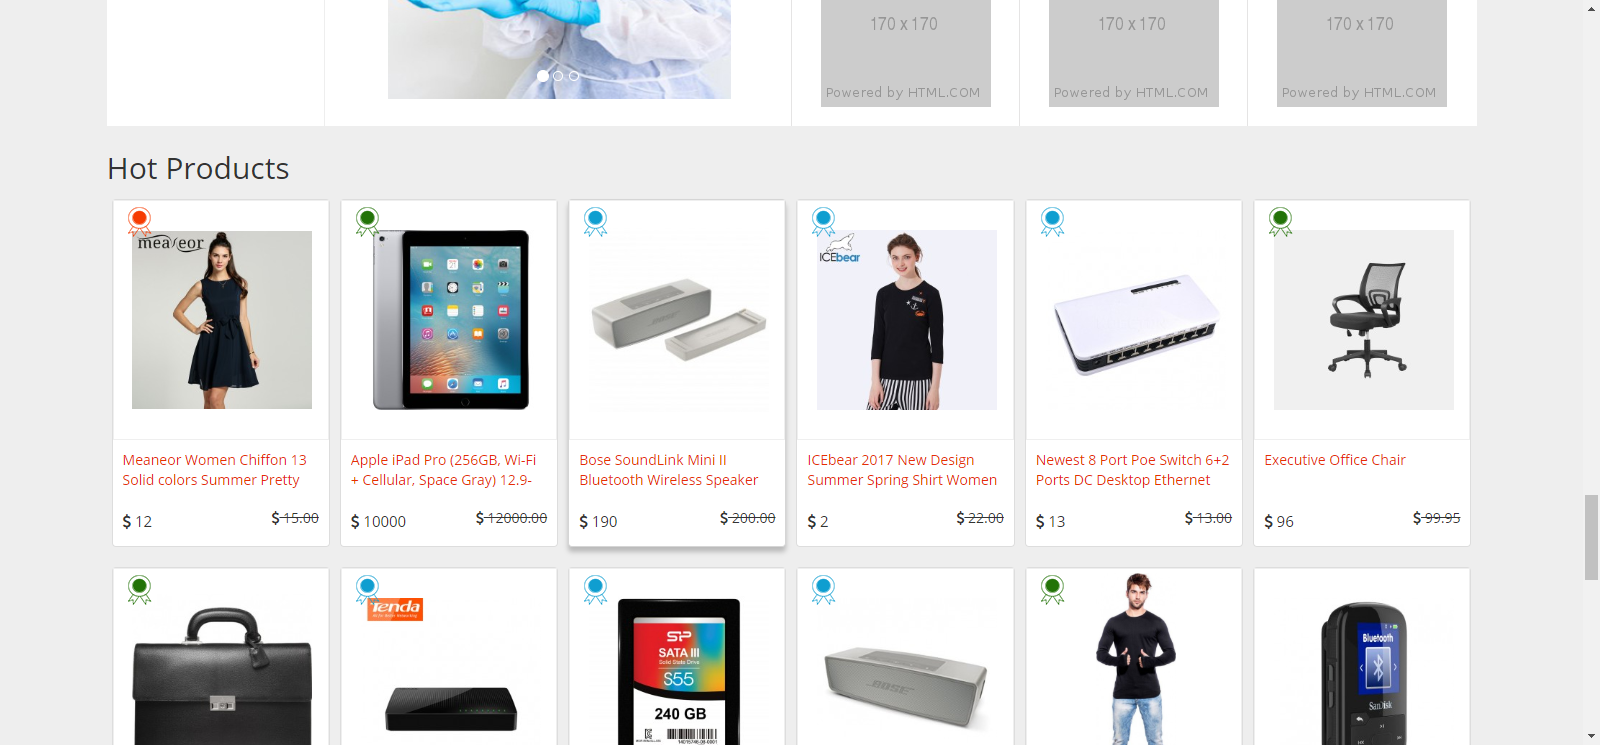 170 x 170
170 x 170
170 x 170
Powered by HTML.COM
Powered by HTML.COM
Powered by HTML.COM
Hot Products
meaneor
ICEbear
BOSE
Meaneor Women Chiffon 13
Solid colors Summer Pretty
$ 12
$ 15.00
Apple iPad Pro (256GB, Wi-Fi
+ Cellular, Space Gray) 12.9-
$ 10000
$ 12000.00
Bose SoundLink Mini II
Bluetooth Wireless Speaker
$ 190
$ 200.00
ICEbear 2017 New Design
Summer Spring Shirt Women
$ 2
$ 22.00
Newest 8 Port Poe Switch 6+2
Ports DC Desktop Ethernet
$ 13
$ 13.00
Executive Office Chair
$ 96
$ 99.95
Tenda
SP
SATA III
Solid State Drive
S55
240 GB
BOSE
Bluetooth
SanDisk